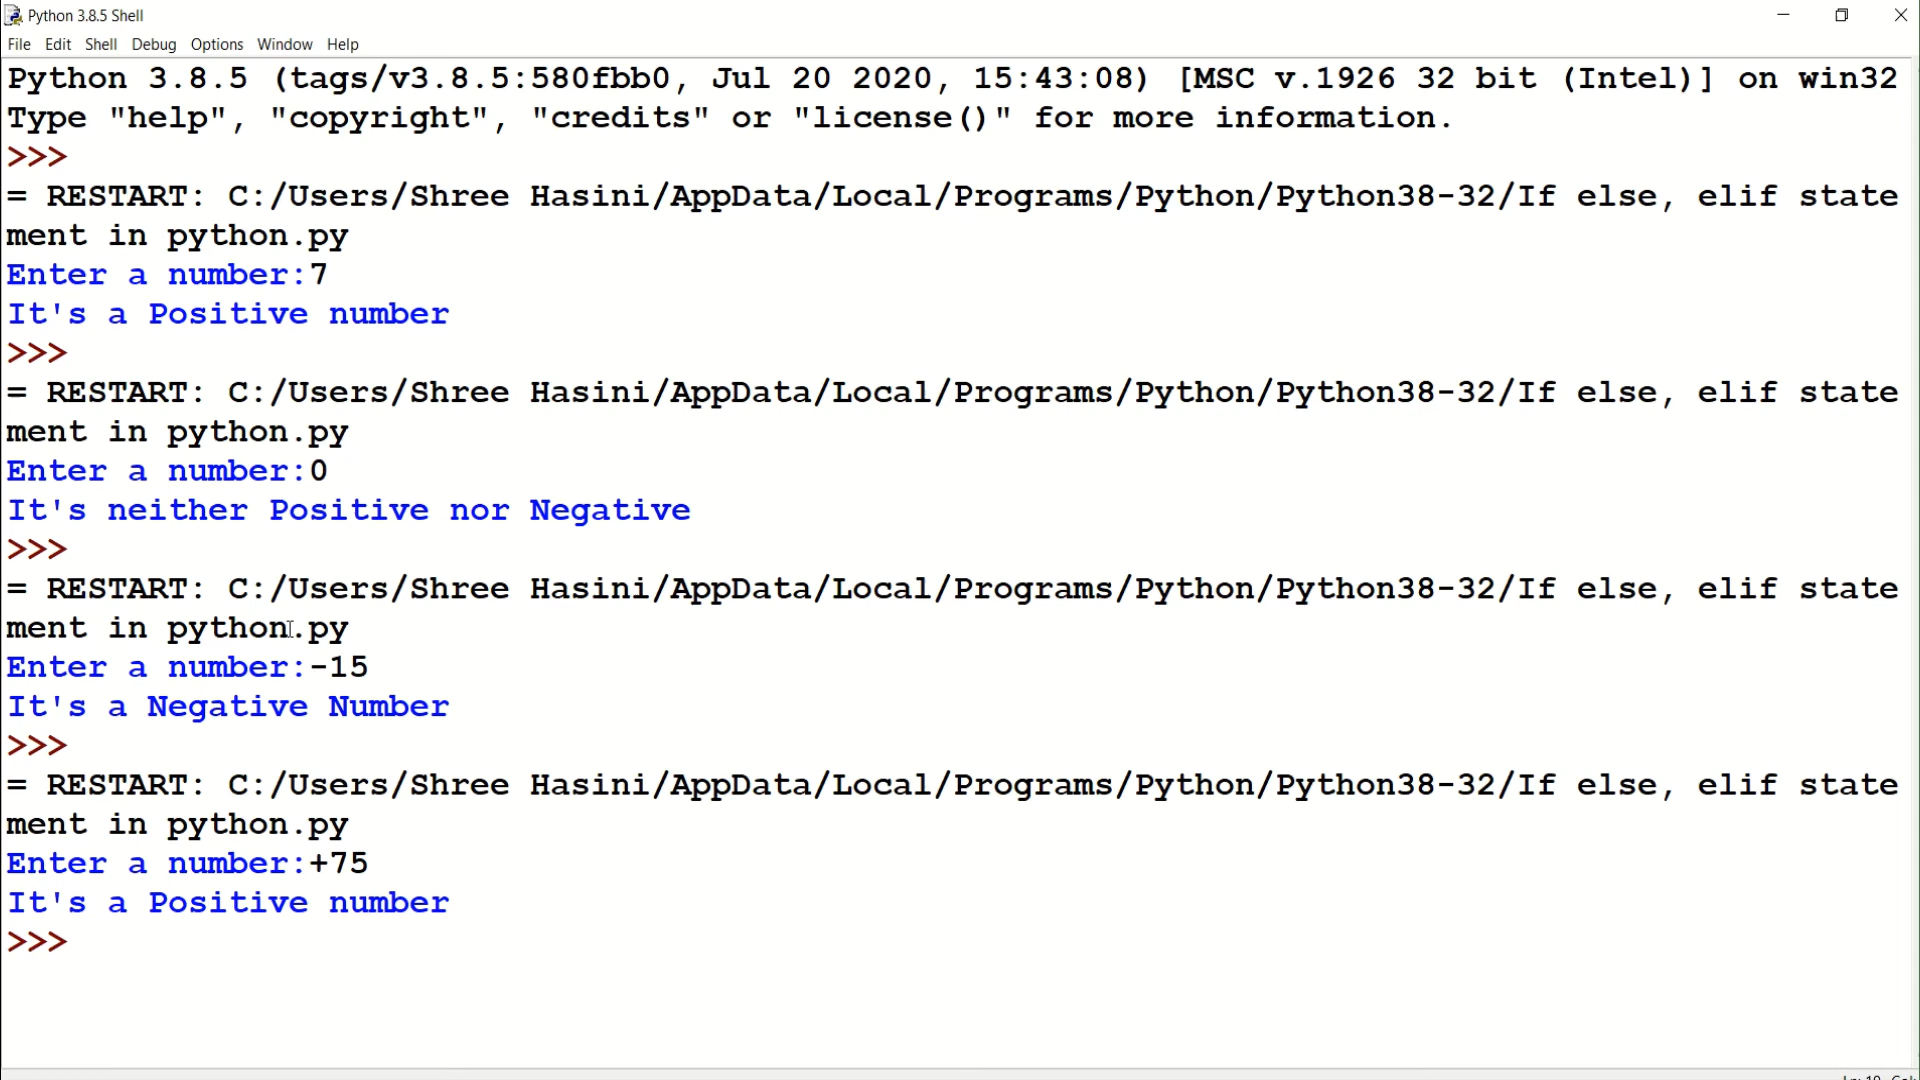 Python 3.8.5 Shell
File Edit Shell Debug Options Window Help
Python 3.8.5 (tags/v3.8.5:580fbb0, Jul 20 2020, 15:43:08) [MSC v.1926 32 bit (Intel)] on win32
Type "help", "copyright", "credits" or "license()" for more information.
>>>
= RESTART: C:/Users/Shree Hasini/AppData/Local/Programs/Python/Python38-32/If else, elif state
ment in python.py
Enter a number:7
It's a Positive number
>>>
= RESTART: C:/Users/Shree Hasini/AppData/Local/Programs/Python/Python38-32/If else, elif state
ment in python.py
Enter a number:0
It's neither Positive nor Negative
>>>
= RESTART: C:/Users/Shree Hasini/AppData/Local/Programs/Python/Python38-32/If else, elif state
ment in python.py
Enter a number:-15
It's a Negative Number
>>>
= RESTART: C:/Users/Shree Hasini/AppData/Local/Programs/Python/Python38-32/If else, elif state
ment in python.py
Enter a number:+75
It's a Positive number
>>>